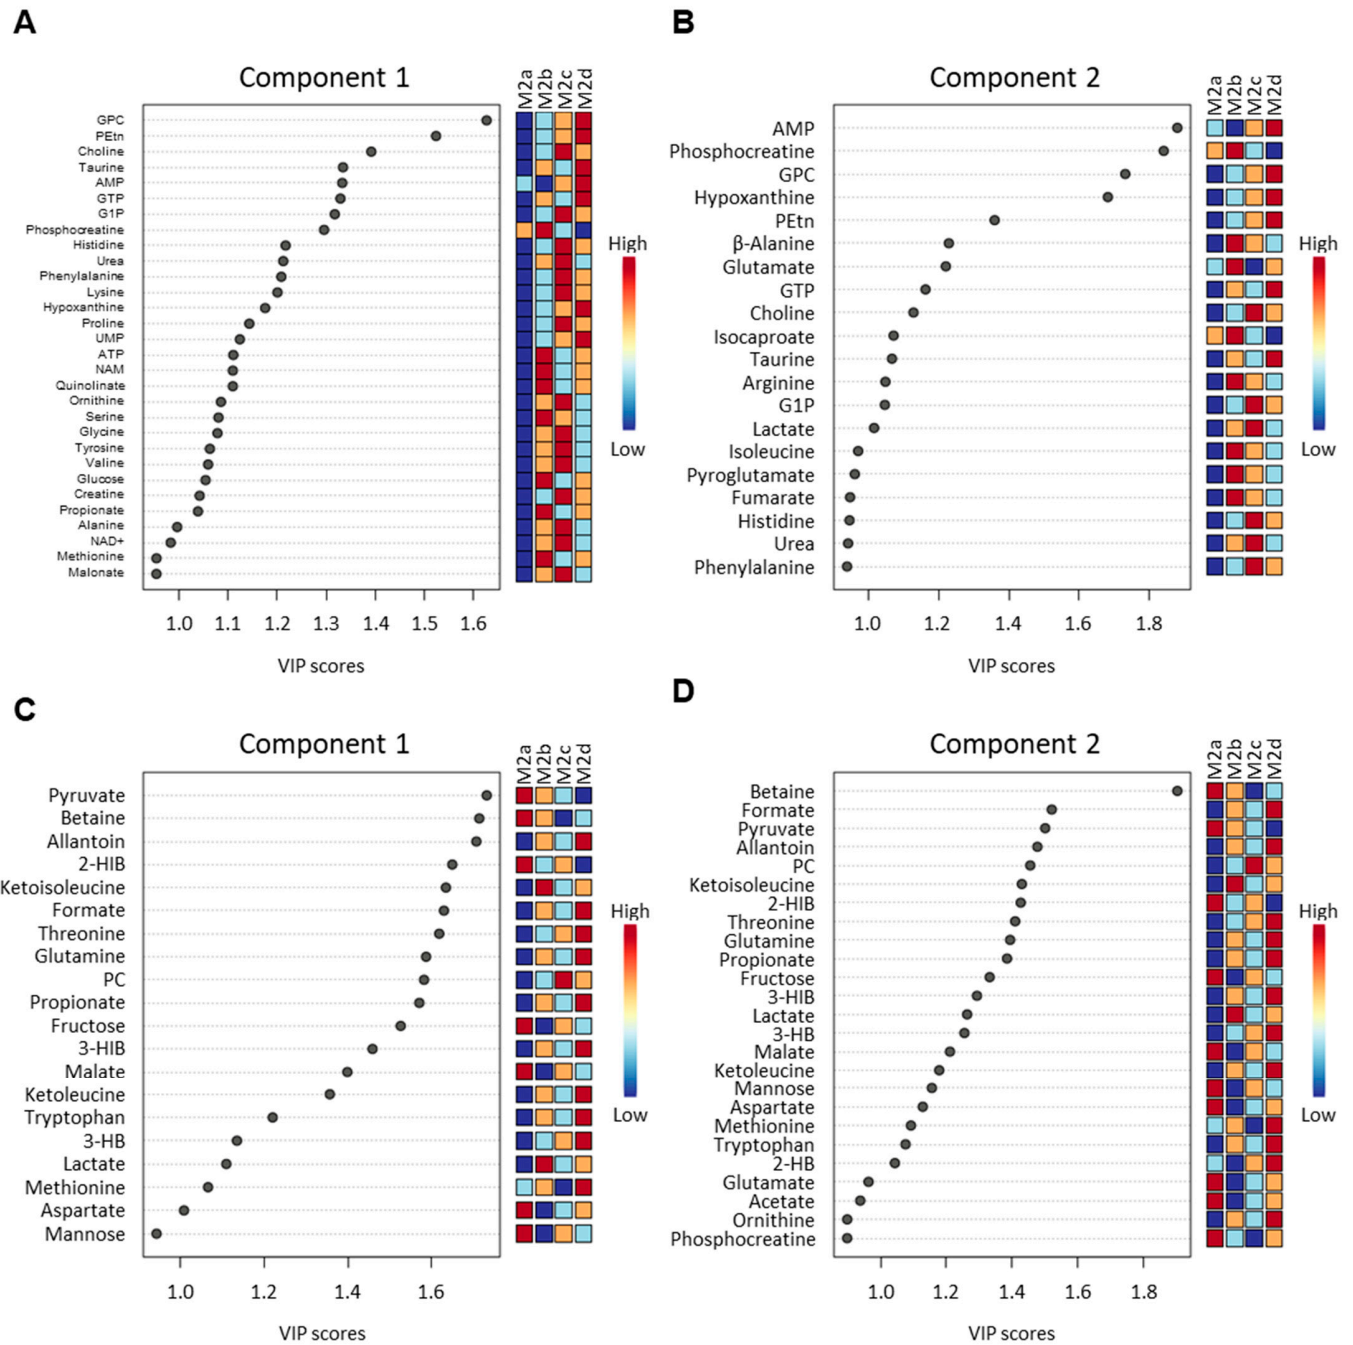 A
Component 1
M2a
M2b
M2c
M2d
GPC
PEtn
Choline
Taurine
AMP
GTP
G1P
Phosphocreatine
Histidine
Urea
Phenylalanine
Lysine
Hypoxanthine
Proline
UMP
ATP
NAM
Quinolinate
Ornithine
Serine
Glycine
Tyrosine
Valine
Glucose
Creatine
Propionate
Alanine
NAD+
Methionine
Malonate
High
Low
1.0 1.1 1.2 1.3 1.4 1.5 1.6
VIP scores
B
Component 2
M2a
M2b
M2c
M2d
AMP
Phosphocreatine
GPC
Hypoxanthine
PEtn
β-Alanine
Glutamate
GTP
Choline
Isocaproate
Taurine
Arginine
G1P
Lactate
Isoleucine
Pyroglutamate
Fumarate
Histidine
Urea
Phenylalanine
High
Low
1.0 1.2 1.4 1.6 1.8
VIP scores
C
Component 1
M2a
M2b
M2c
M2d
Pyruvate
Betaine
Allantoin
2-HIB
Ketoisoleucine
Formate
Threonine
Glutamine
PC
Propionate
Fructose
3-HIB
Malate
Ketoleucine
Tryptophan
3-HB
Lactate
Methionine
Aspartate
Mannose
High
Low
1.0 1.2 1.4 1.6
VIP scores
D
Component 2
M2a
M2b
M2c
M2d
Betaine
Formate
Pyruvate
Allantoin
PC
Ketoisoleucine
2-HIB
Threonine
Glutamine
Propionate
Fructose
3-HIB
Lactate
3-HB
Malate
Ketoleucine
Mannose
Aspartate
Methionine
Tryptophan
2-HB
Glutamate
Acetate
Ornithine
Phosphocreatine
High
Low
1.0 1.2 1.4 1.6 1.8
VIP scores